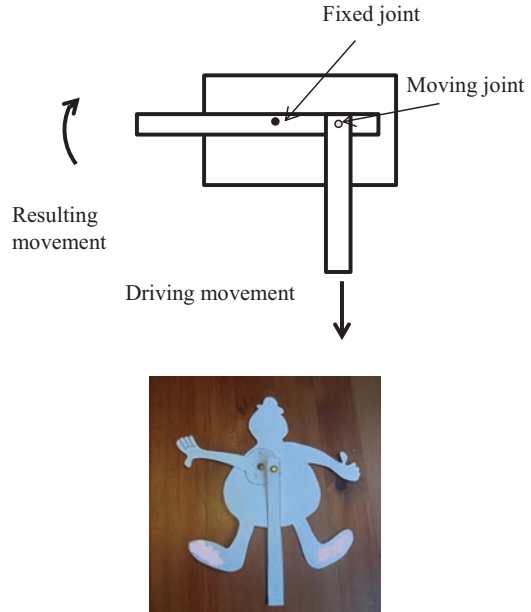 Fixed joint
Moving joint
Resulting
movement
Driving movement